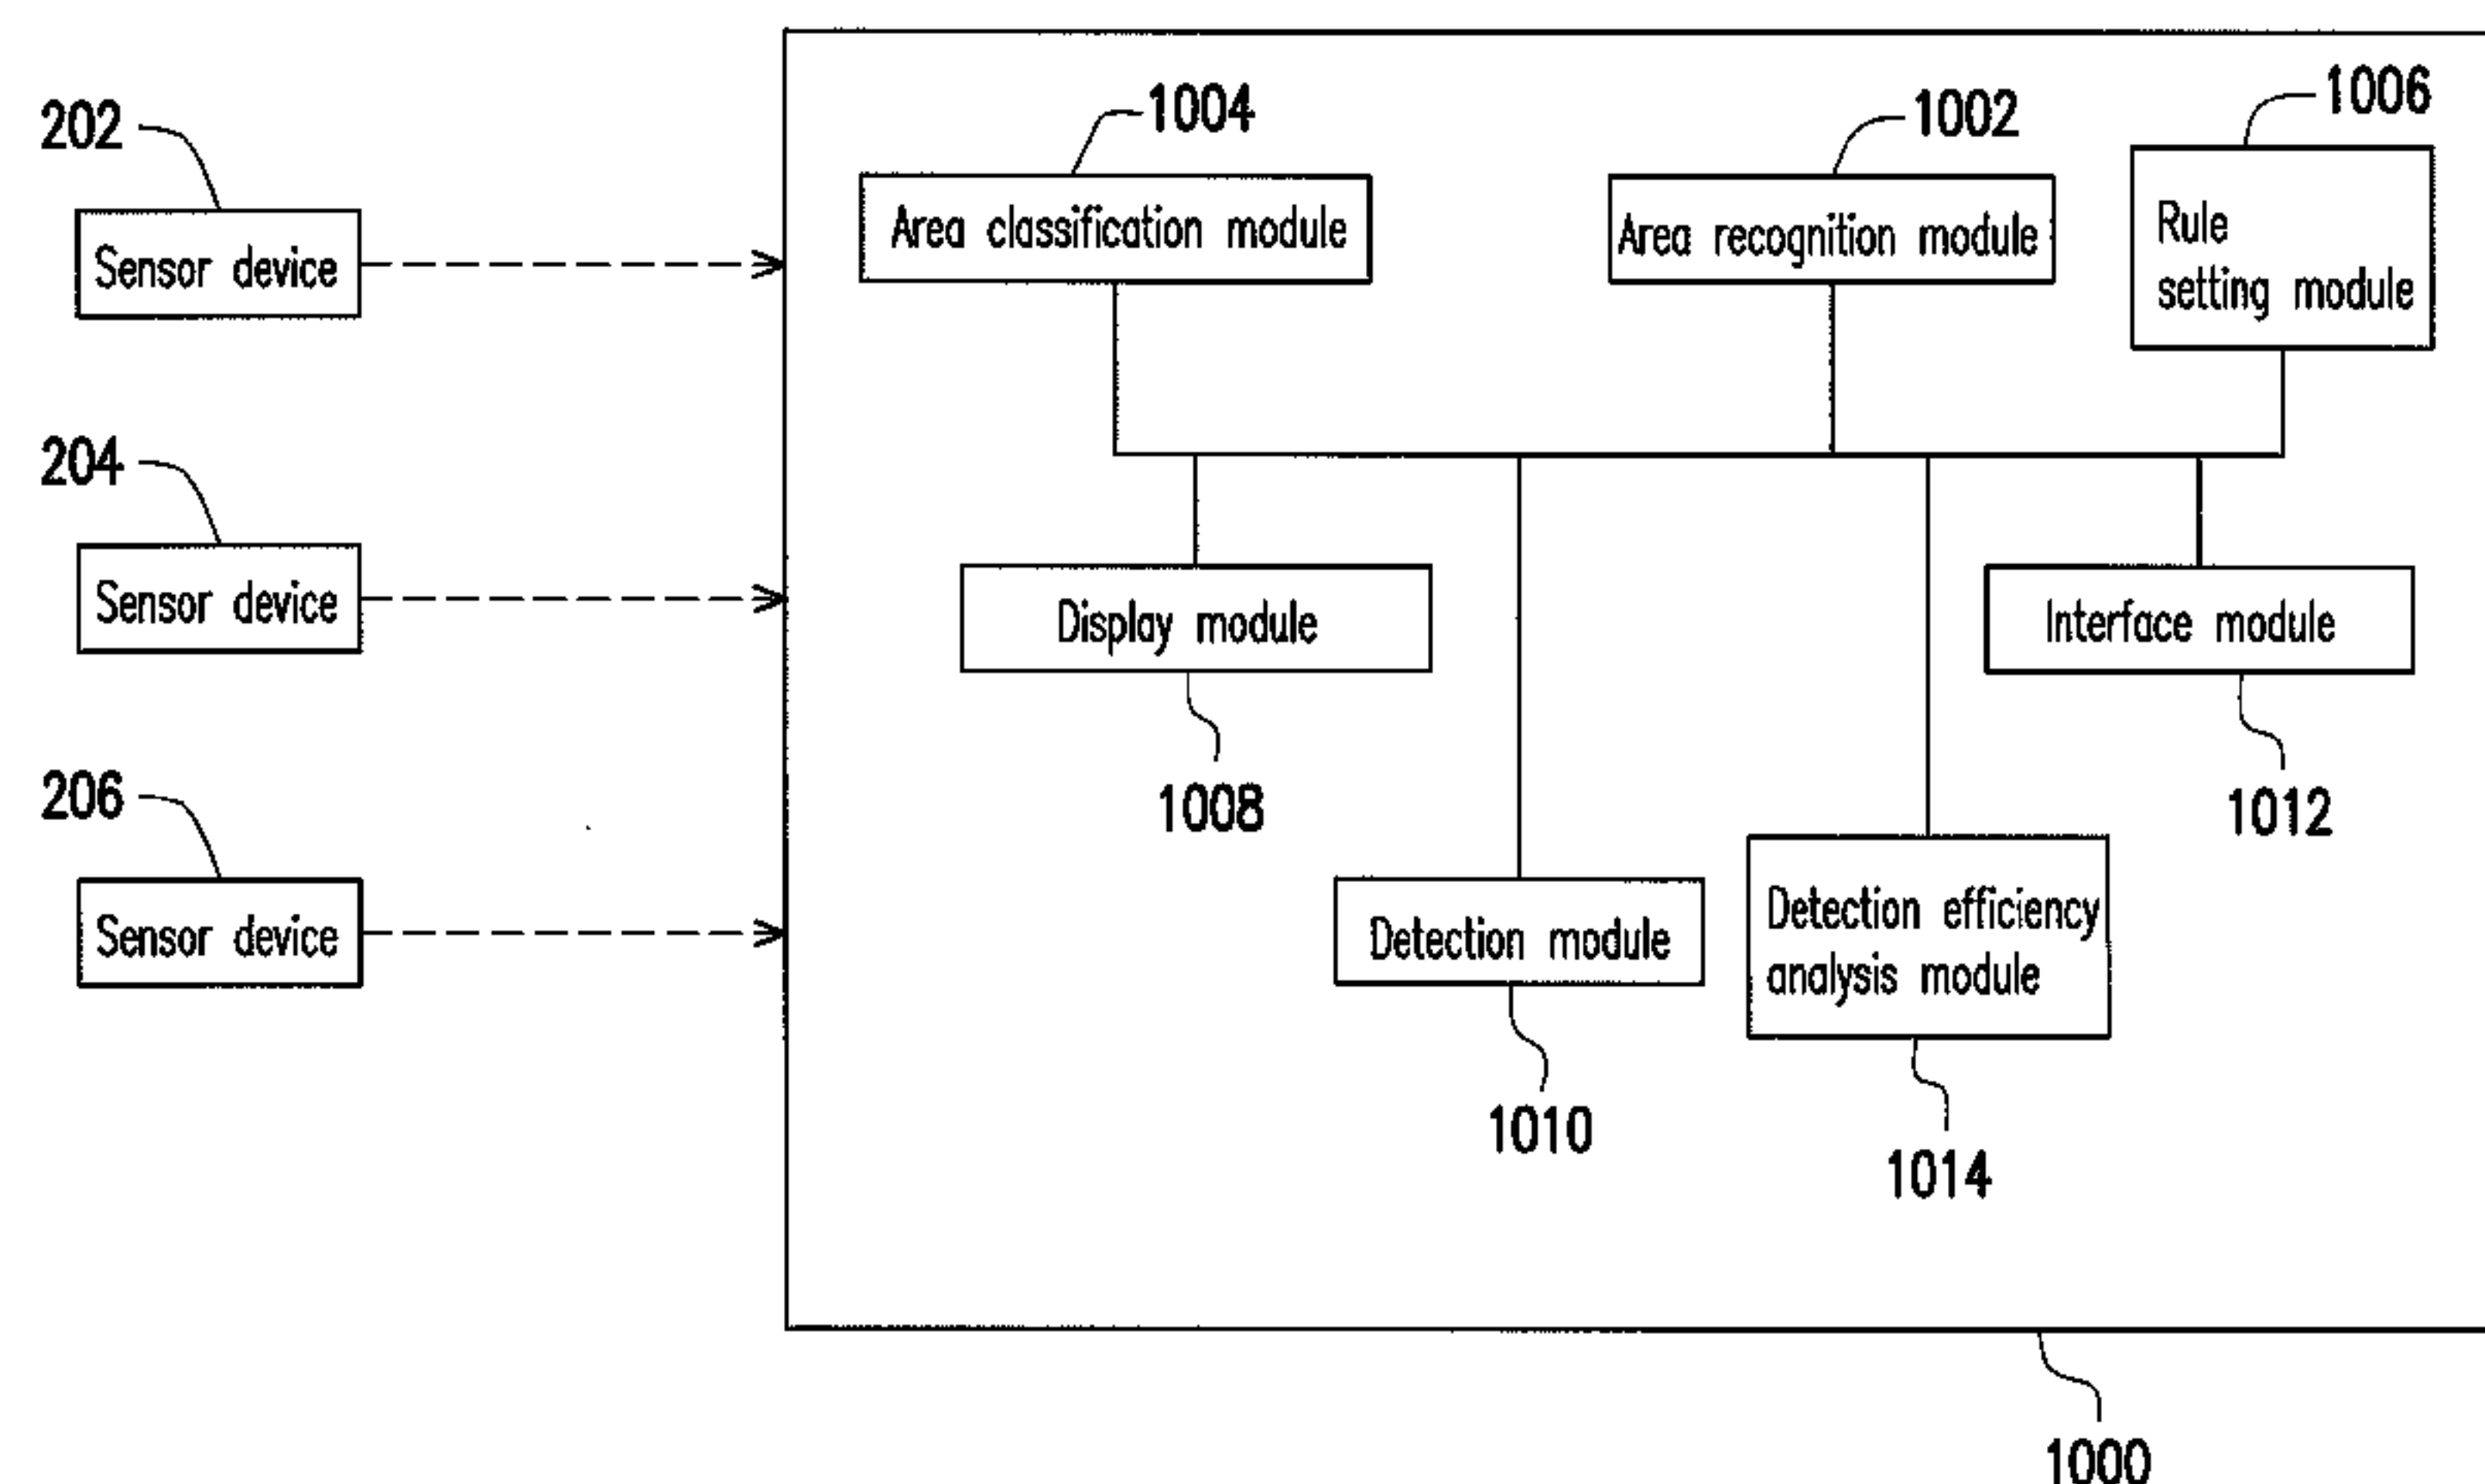 202
Sensor device
204
Sensor device
206
Sensor device
1004
Area classification module
1002
Area recognition module
1006
Rule
setting module
Display module
1008
Interface module
1012
Detection module
1010
Detection efficiency
analysis module
1014
1000